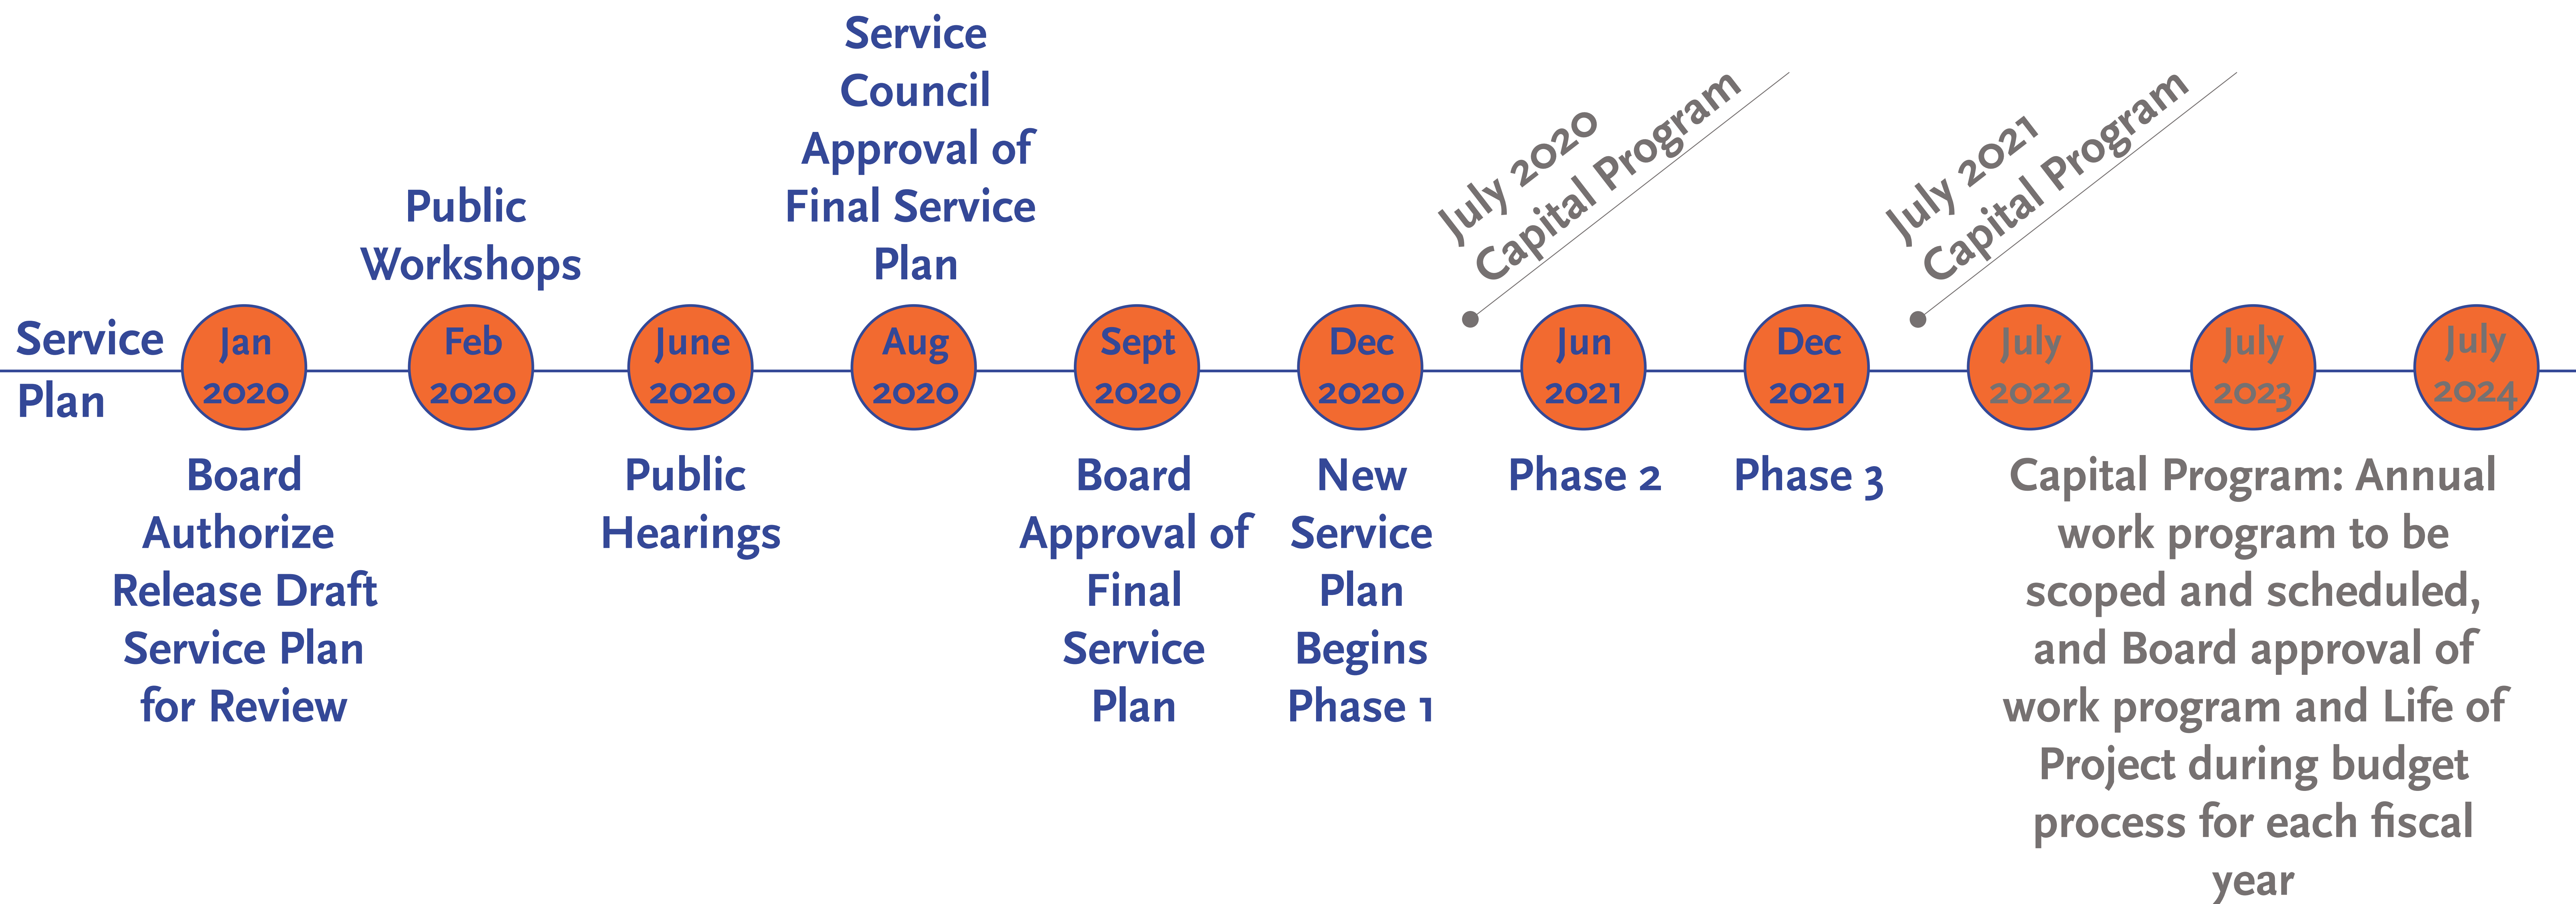 Service
Plan
Jan
2020
Board
Authorize
Release Draft
Service Plan
for Review
Public
Workshops
Feb
2020
June
2020
Public
Hearings
Service
Council
Approval of
Final Service
Plan
Aug
2020
Sept
2020
Board
Approval of
Final
Service
Plan
Dec
2020
New
Service
Plan
Begins
Phase 1
July 2020
Capital Program
Jun
2021
Phase 2
Dec
2021
Phase 3
July 2021
Capital Program
July
2022
July
2023
July
2024
Capital Program: Annual
work program to be
scoped and scheduled,
and Board approval of
work program and Life of
Project during budget
process for each fiscal
year